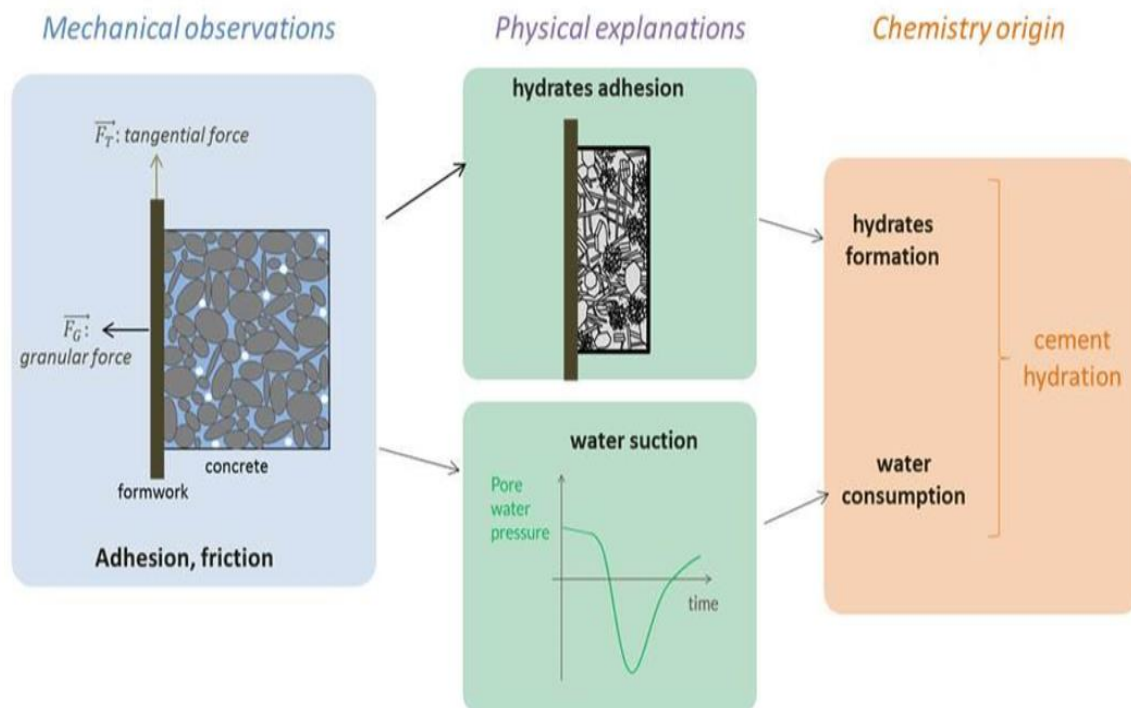 Mechanical observations
Physical explanations
Chemistry origin
F_T: tangential force
F_G:
granular force
concrete
formwork
Adhesion, friction
hydrates adhesion
water suction
Pore
water
pressure
time
hydrates
formation
water
consumption
cement
hydration